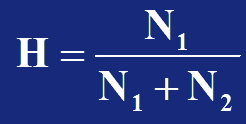 H = N₁ / (N₁ + N₂)